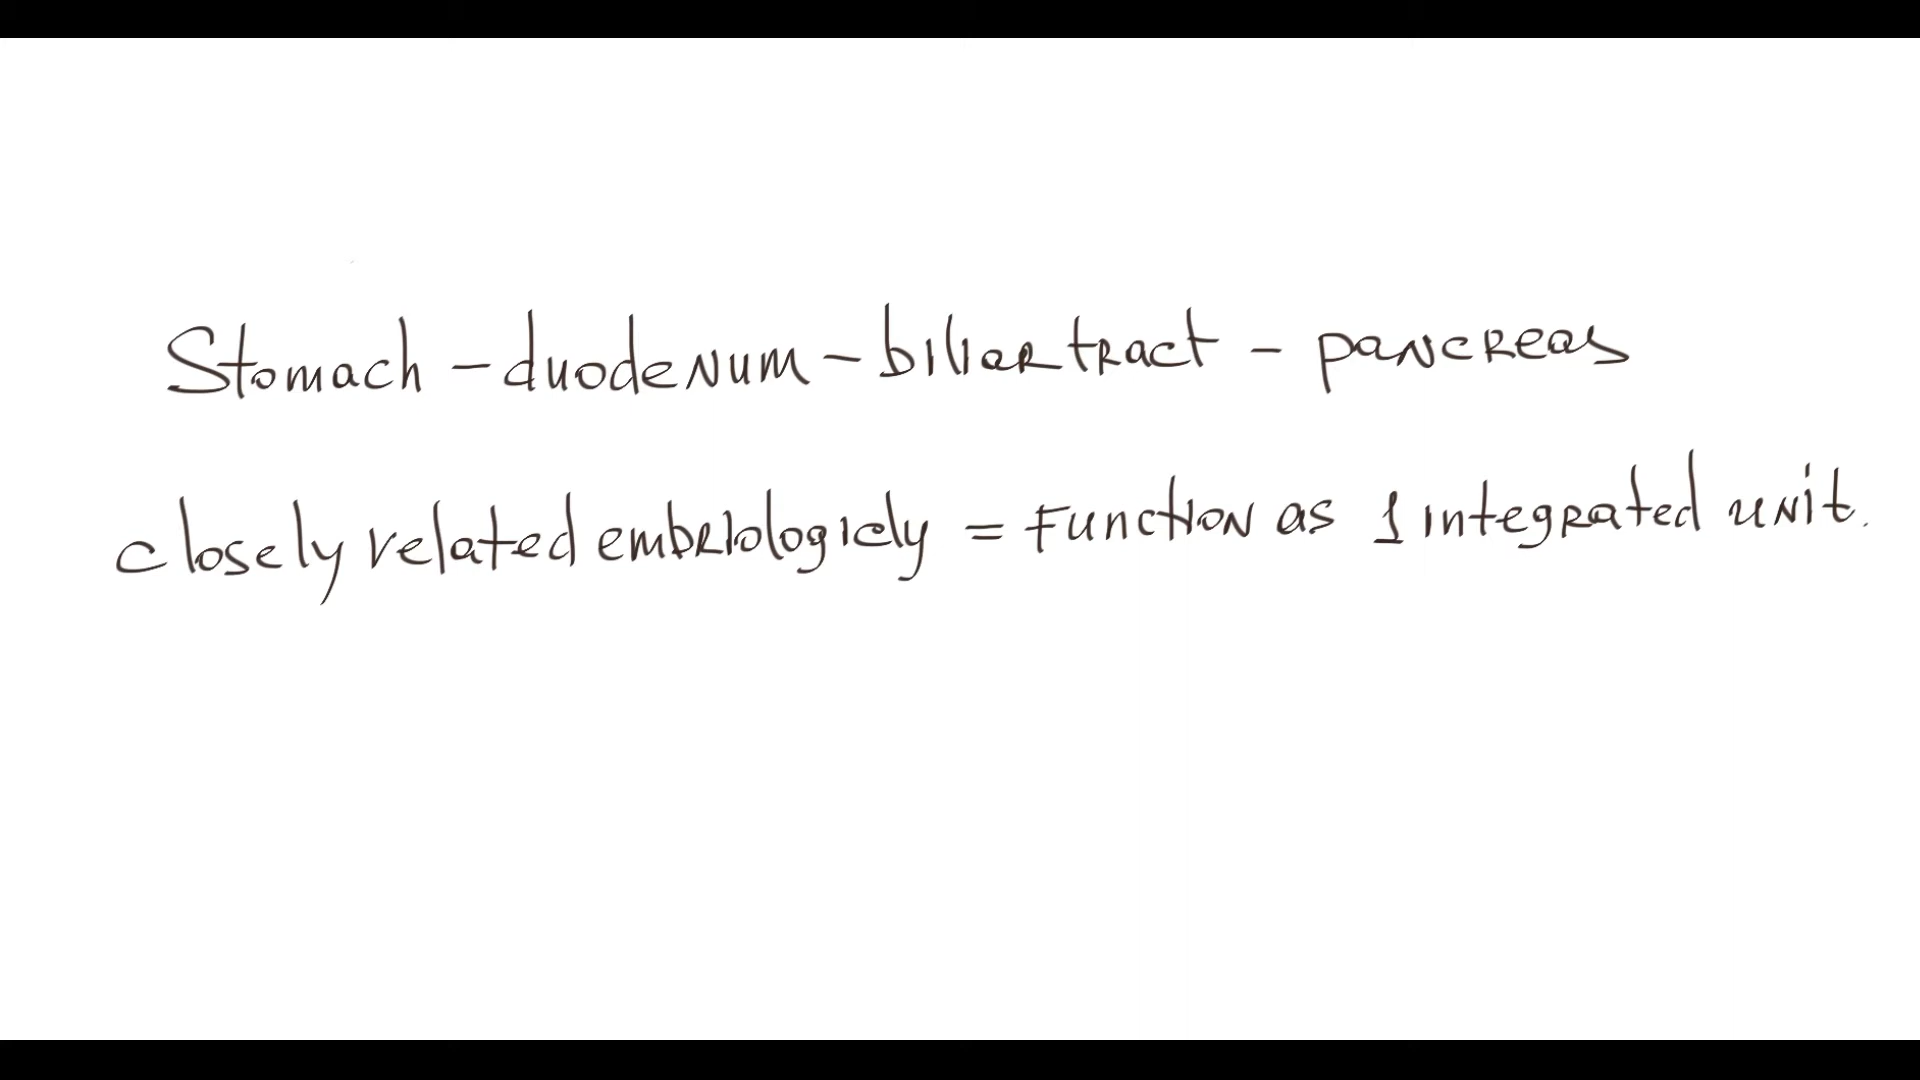 Stomach - duodenum - biliar tract - pancreas
closely related embriologicly = Function as 1 integrated unit.